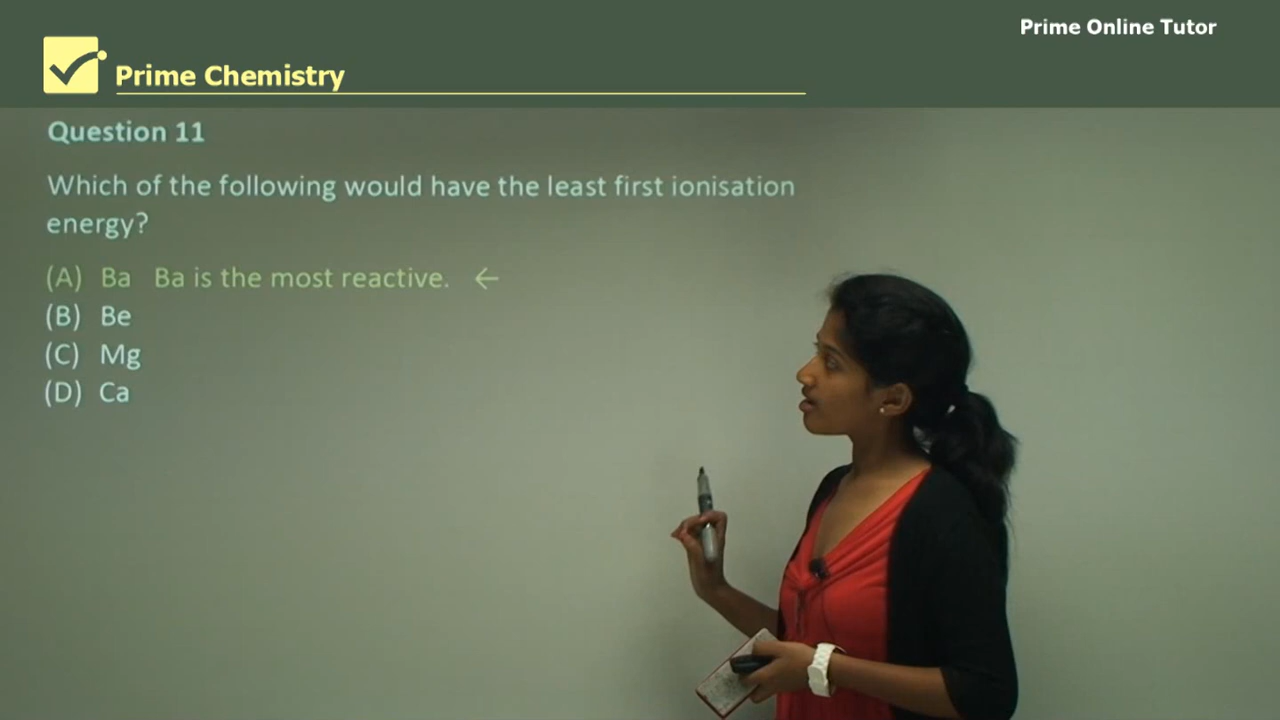 Prime Online Tutor
Prime Chemistry
Question 11
Which of the following would have the least first ionisation
energy?
(A) Ba Ba is the most reactive. ←
(B) Be
(C) Mg
(D) Ca